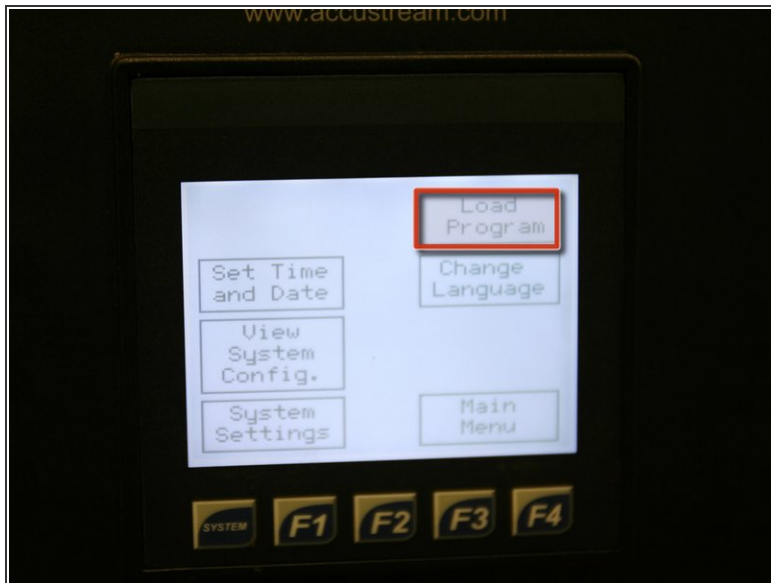 www.accustream.com
Load
Program
Set Time
and Date
Change
Language
View
System
Config.
System
Settings
Main
Menu
SYSTEM
F1
F2
F3
F4